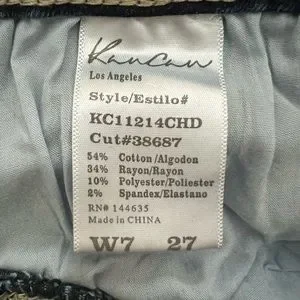 KanCan
Los Angeles
Style/Estilo#
KC11214CHD
Cut#38687
54% Cotton/Algodon
34% Rayon/Rayon
10% Polyester/Poliester
2% Spandex/Elastano
RN# 144635
Made in CHINA
W7 27